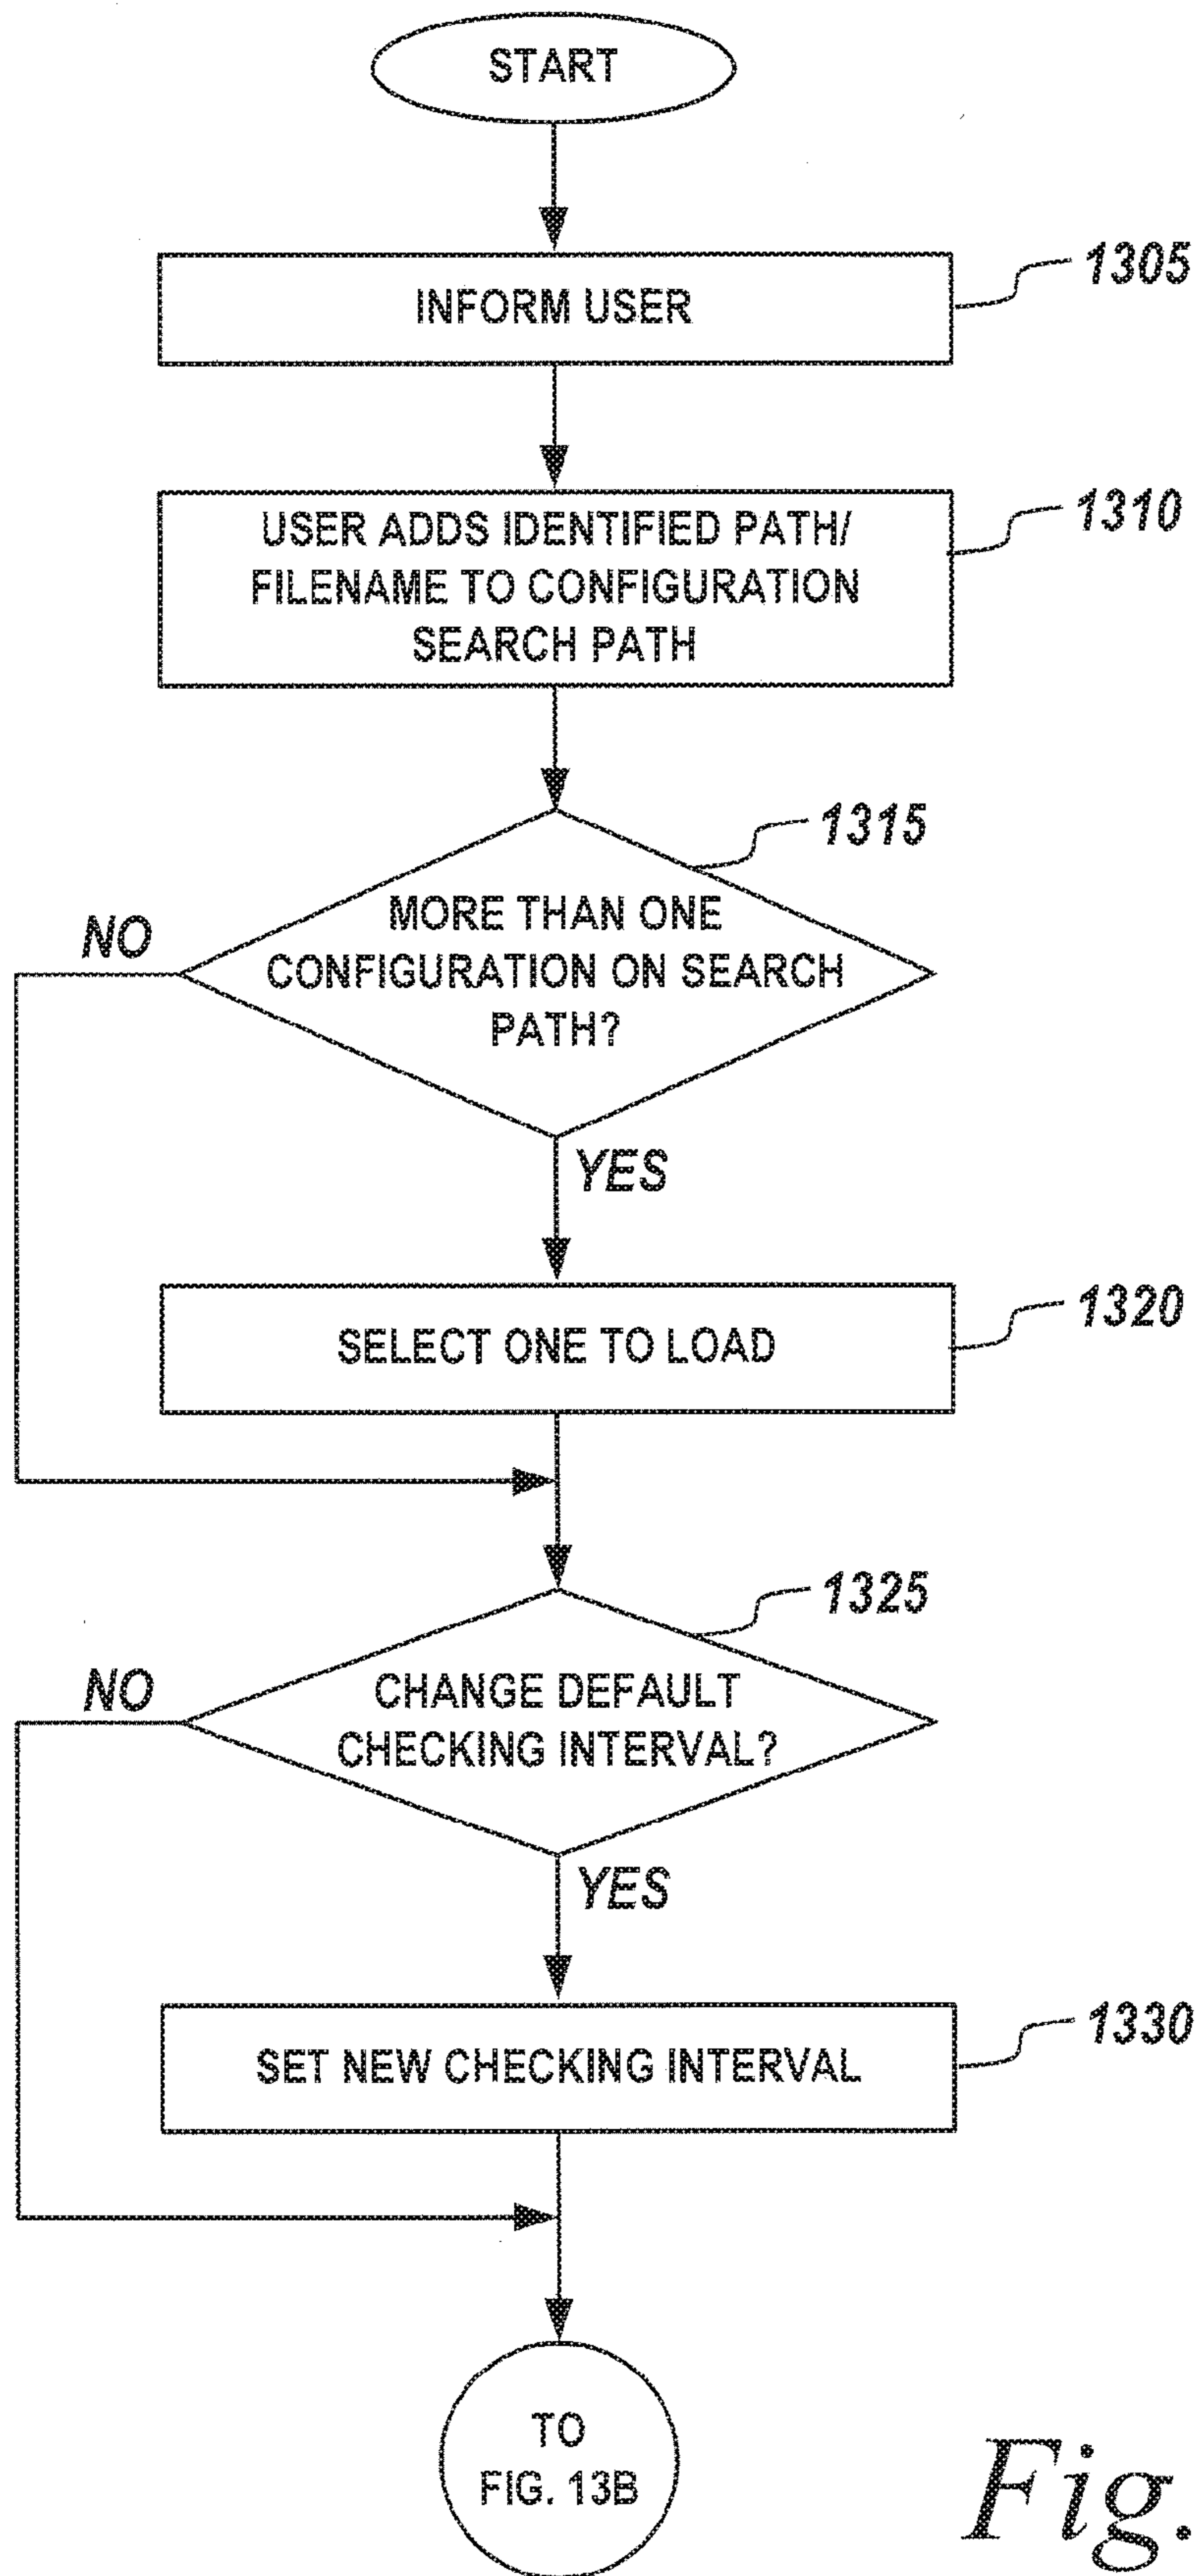 START
INFORM USER
1305
USER ADDS IDENTIFIED PATH/
FILENAME TO CONFIGURATION
SEARCH PATH
1310
1315
MORE THAN ONE
CONFIGURATION ON SEARCH
PATH?
NO
YES
SELECT ONE TO LOAD
1320
1325
CHANGE DEFAULT
CHECKING INTERVAL?
NO
YES
SET NEW CHECKING INTERVAL
1330
TO
FIG. 13B
Fig.